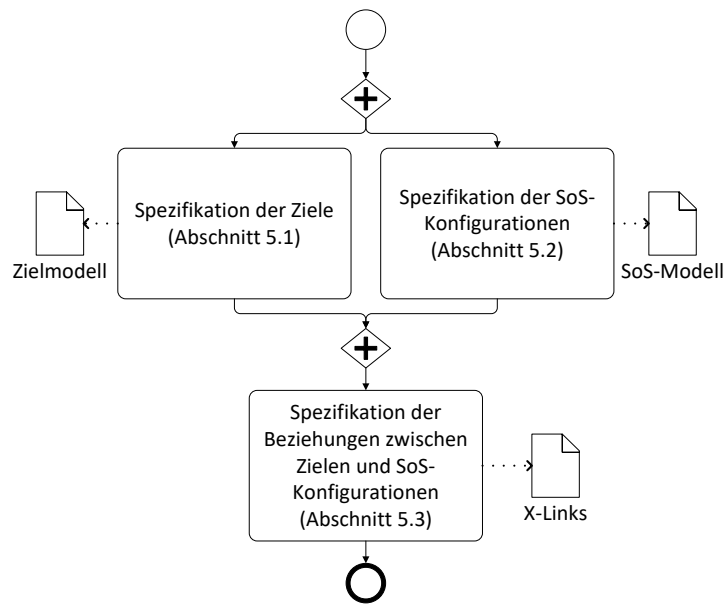 Spezifikation der Ziele
(Abschnitt 5.1)
Spezifikation der SoS-
Konfigurationen
(Abschnitt 5.2)
Zielmodell
SoS-Modell
Spezifikation der
Beziehungen zwischen
Zielen und SoS-
Konfigurationen
(Abschnitt 5.3)
X-Links